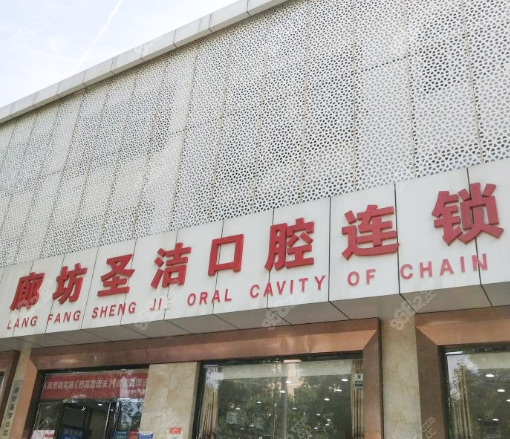 廊坊圣洁口腔连锁
LANG FANG SHENG JIE ORAL CAVITY OF CHAIN